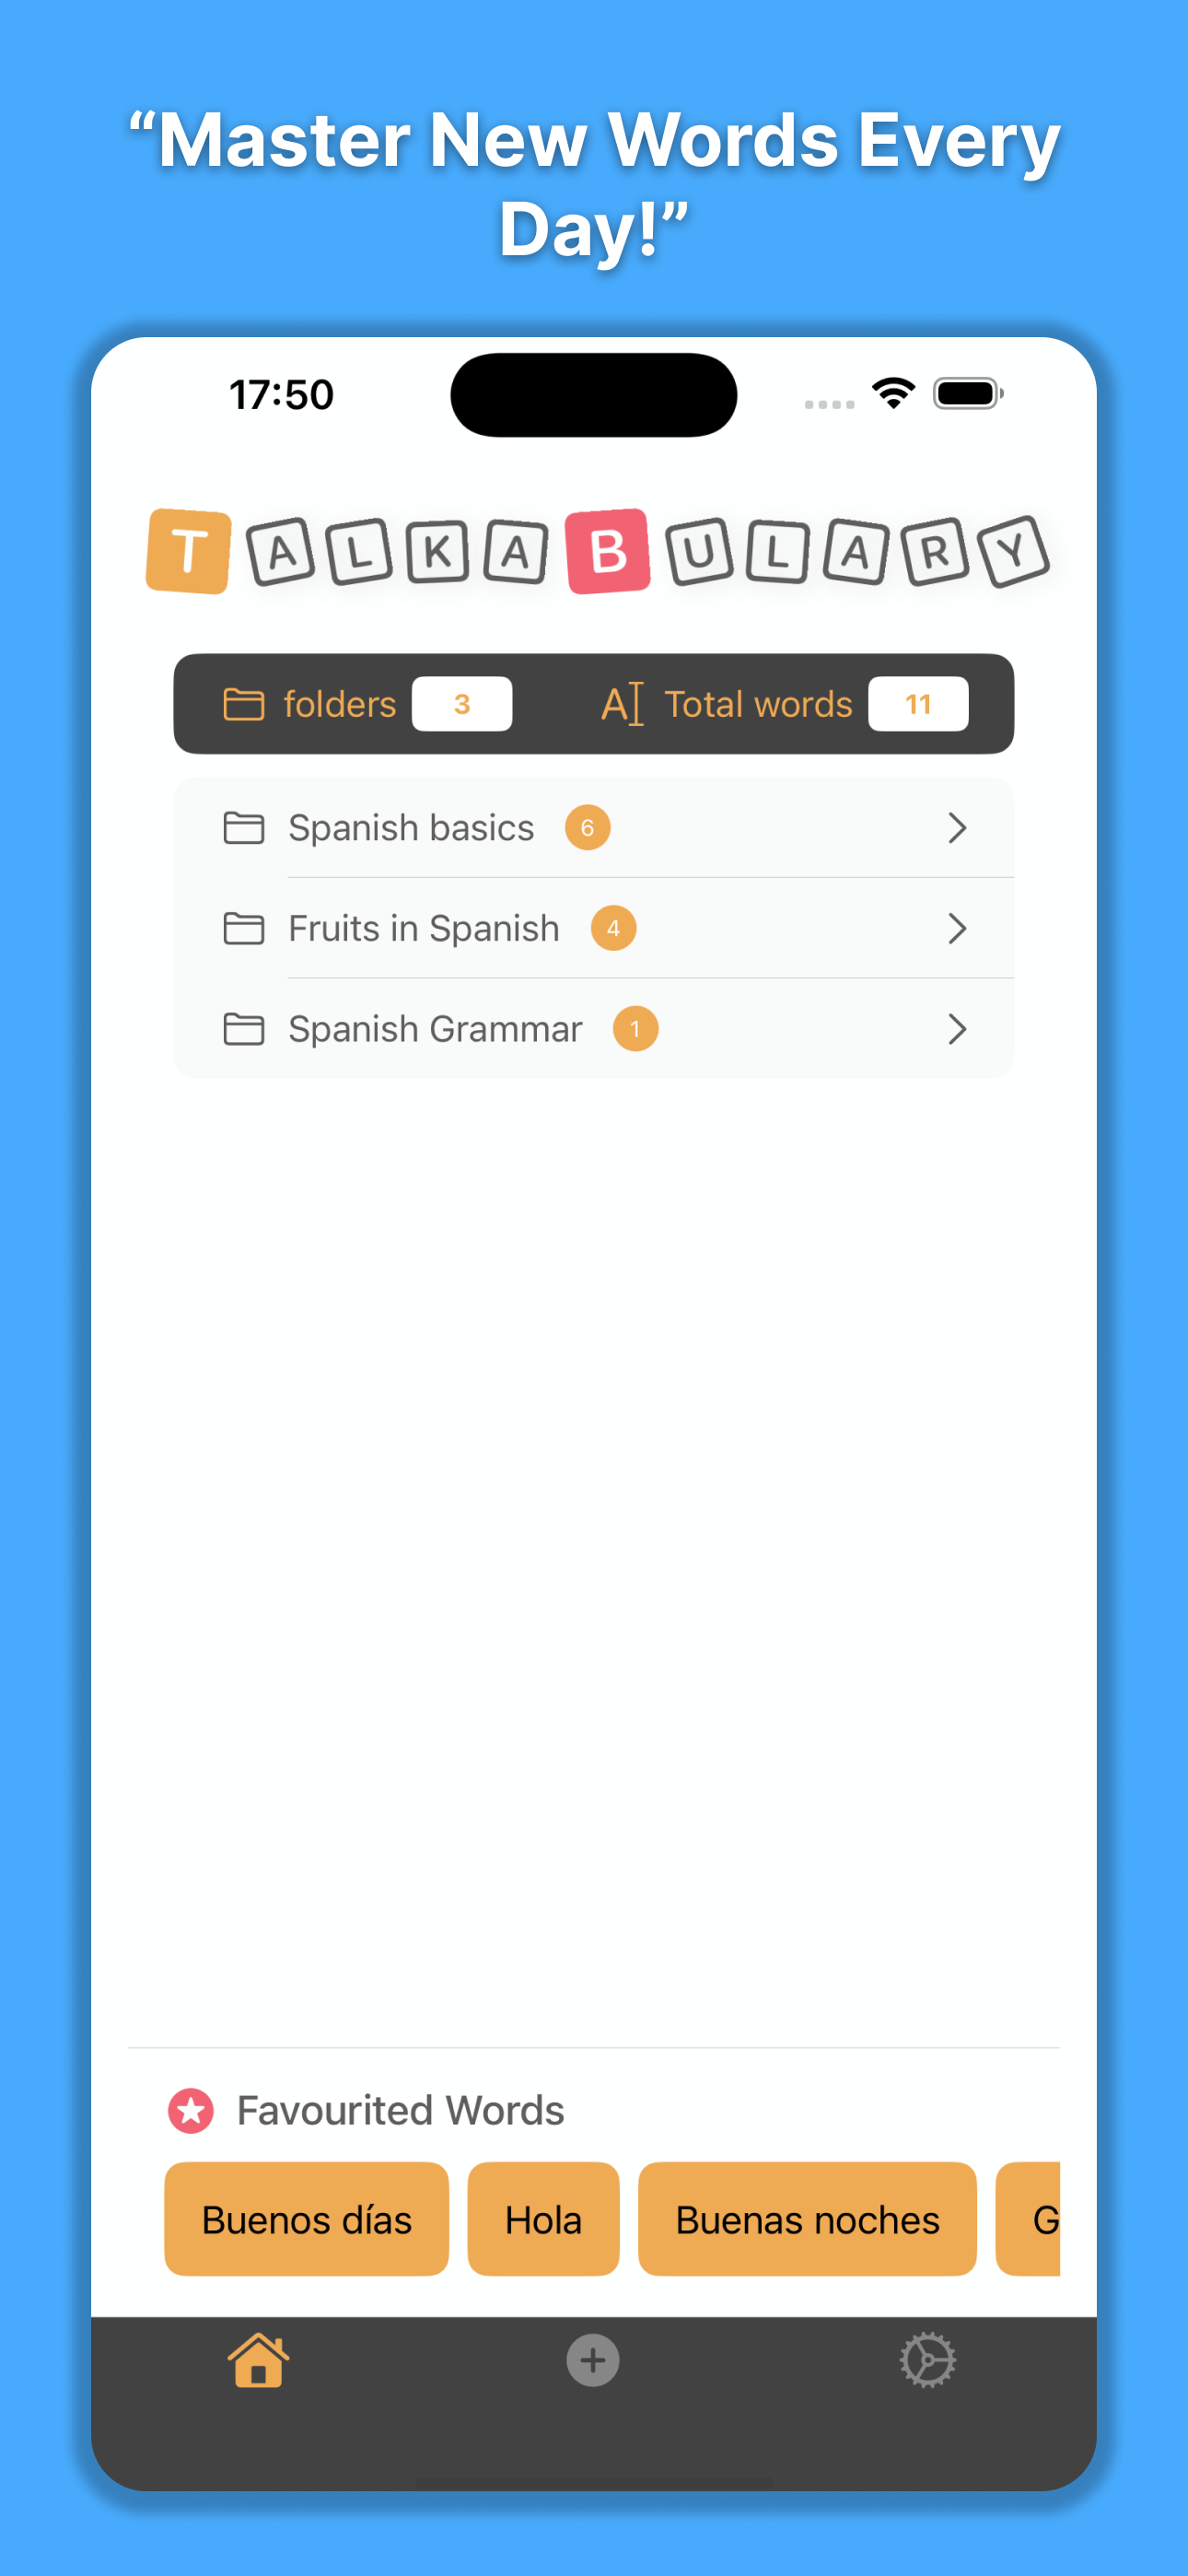 “Master New Words Every
Day!”
17:50
TALKABULARY
folders 3 Total words 11
Spanish basics 6
Fruits in Spanish 4
Spanish Grammar 1
Favourited Words
Buenos días Hola Buenas noches G